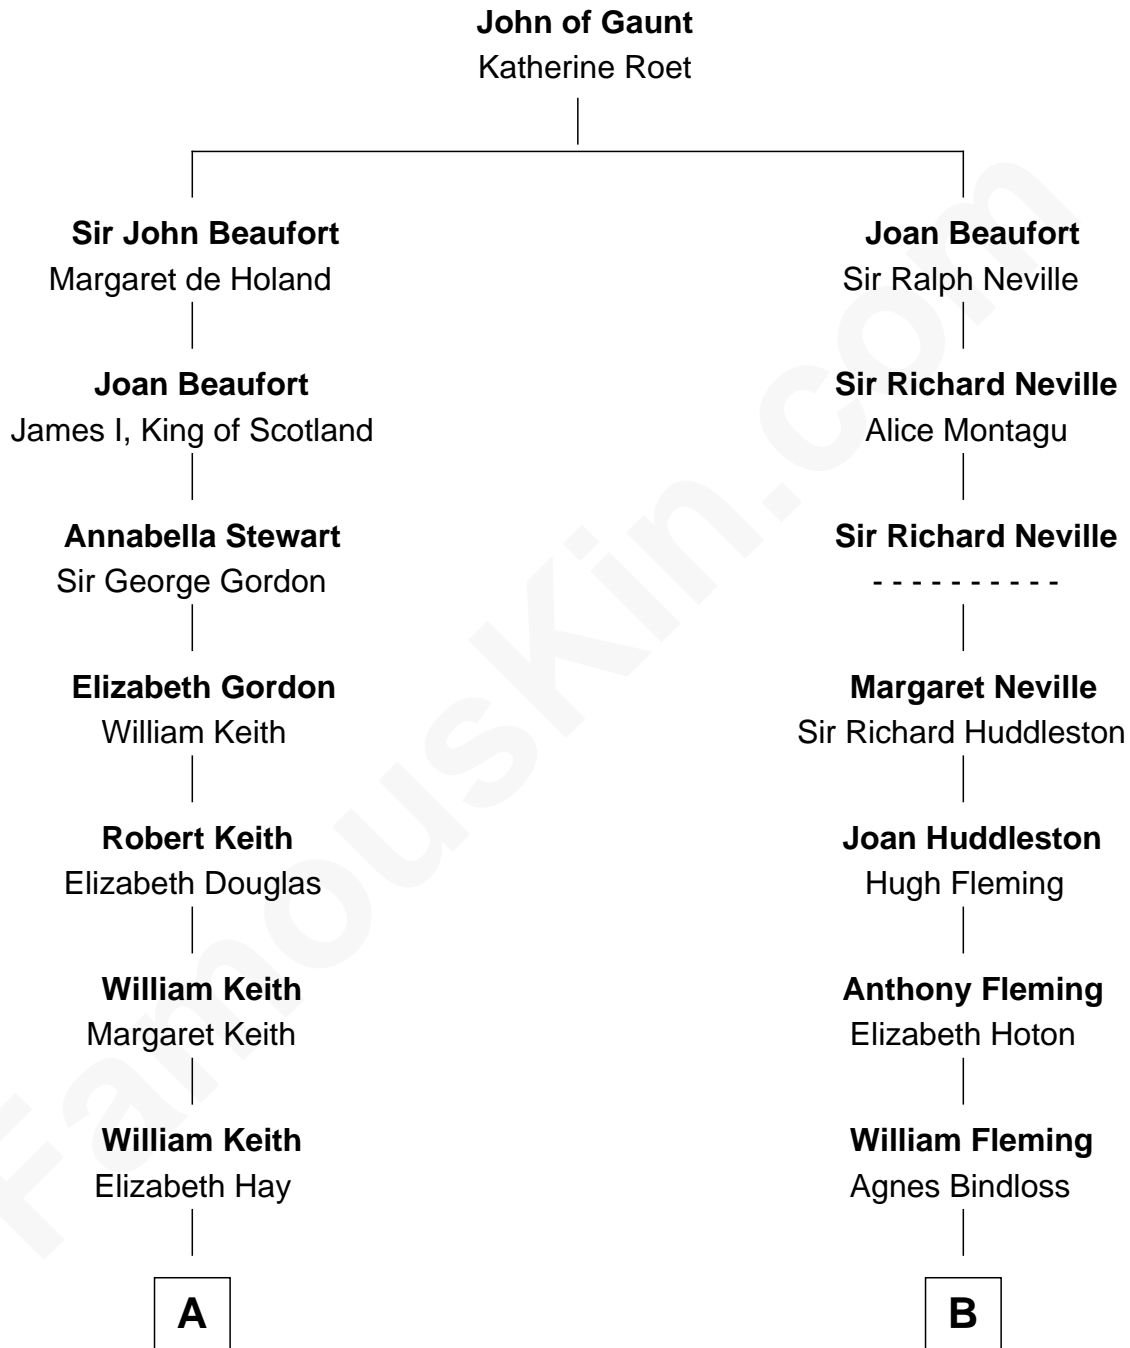 John of Gaunt
Katherine Roet
Sir John Beaufort
Margaret de Holand
Joan Beaufort
James I, King of Scotland
Annabella Stewart
Sir George Gordon
Elizabeth Gordon
William Keith
Robert Keith
Elizabeth Douglas
William Keith
Margaret Keith
William Keith
Elizabeth Hay
A
Joan Beaufort
Sir Ralph Neville
Sir Richard Neville
Alice Montagu
Sir Richard Neville
- - - - - - - - - -
Margaret Neville
Sir Richard Huddleston
Joan Huddleston
Hugh Fleming
Anthony Fleming
Elizabeth Hoton
William Fleming
Agnes Bindloss
B
FamousKin.com